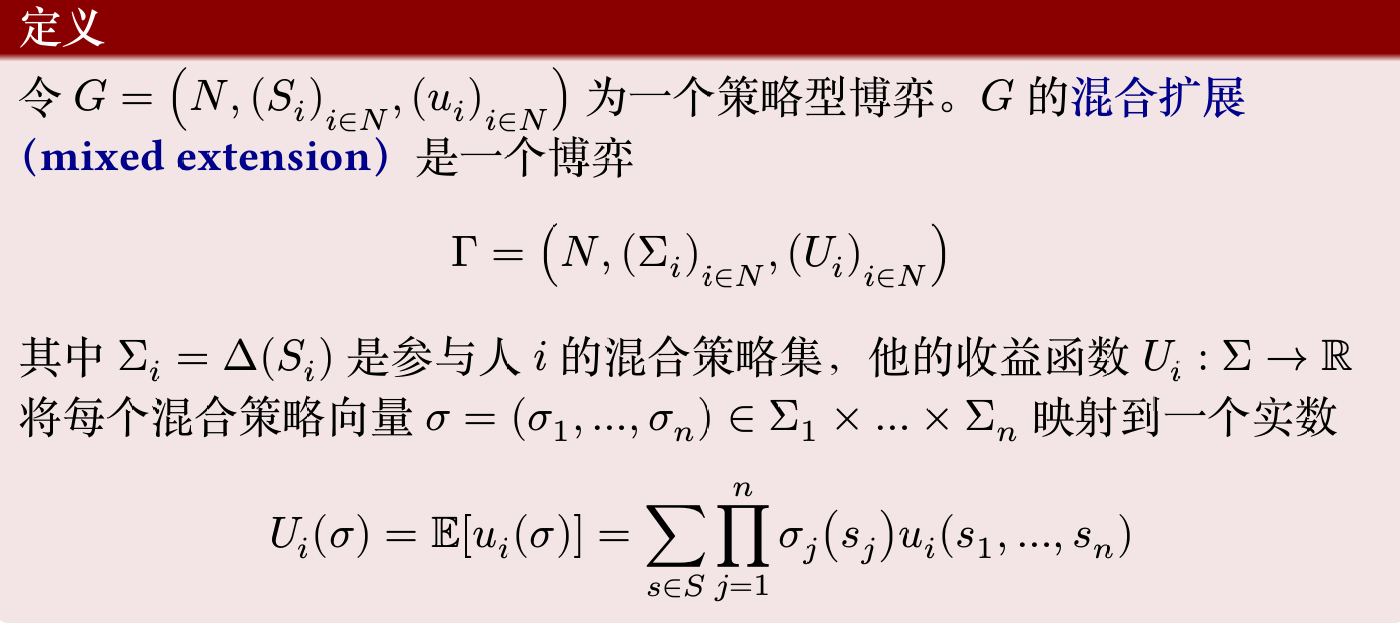 定义
令 $G = \left(N, (S_i)_{i \in N}, (u_i)_{i \in N}\right)$ 为一个策略型博弈。$G$ 的混合扩展
(mixed extension) 是一个博弈
$\Gamma = \left(N, (\Sigma_i)_{i \in N}, (U_i)_{i \in N}\right)$
其中 $\Sigma_i = \Delta(S_i)$ 是参与人 $i$ 的混合策略集，他的收益函数 $U_i : \Sigma \to \mathbb{R}$
将每个混合策略向量 $\sigma = (\sigma_1, ..., \sigma_n) \in \Sigma_1 \times ... \times \Sigma_n$ 映射到一个实数
$U_i(\sigma) = \mathbb{E}[u_i(\sigma)] = \sum_{s \in S} \prod_{j=1}^{n} \sigma_j(s_j) u_i(s_1, ..., s_n)$